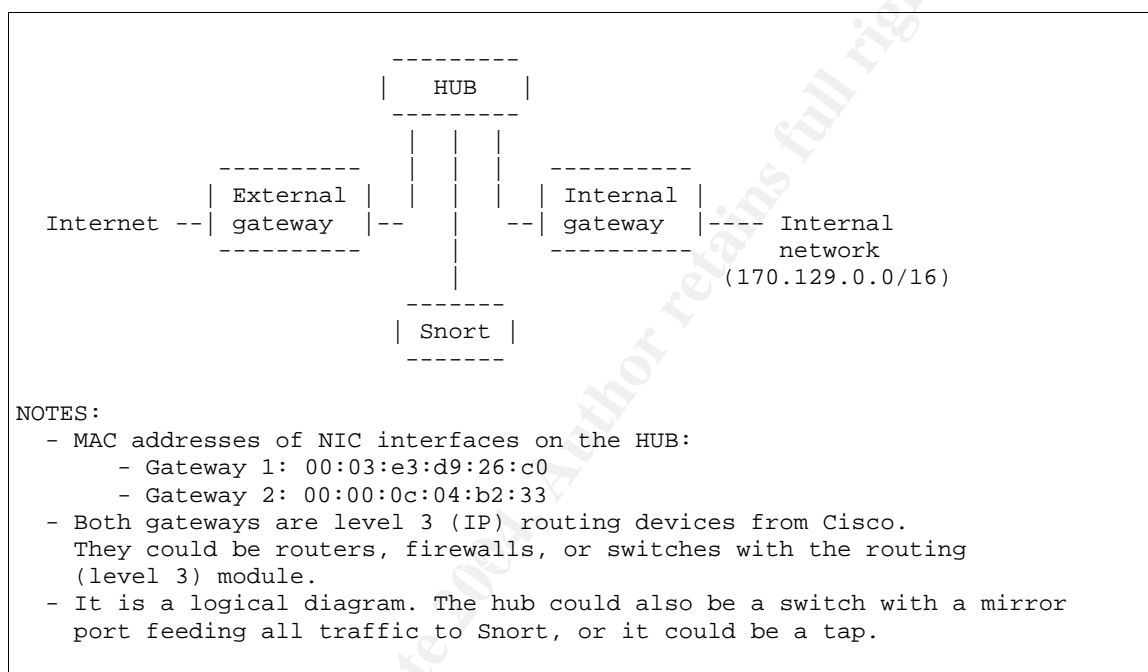 HUB
External Internal
Internet --| gateway |-- --| gateway |---- Internal
network
(170.129.0.0/16)
Snort
NOTES:
- MAC addresses of NIC interfaces on the HUB:
- Gateway 1: 00:03:e3:d9:26:c0
- Gateway 2: 00:00:0c:04:b2:33
- Both gateways are level 3 (IP) routing devices from Cisco.
They could be routers, firewalls, or switches with the routing
(level 3) module.
- It is a logical diagram. The hub could also be a switch with a mirror
port feeding all traffic to Snort, or it could be a tap.
2004, Author retains full